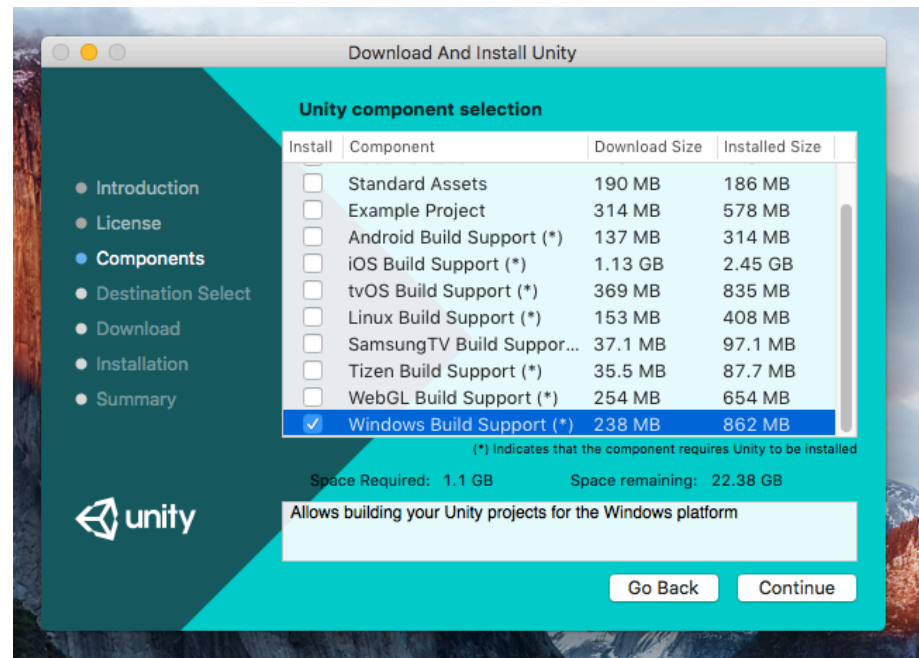 Download And Install Unity
Unity component selection
Install Component Download Size Installed Size
Standard Assets 190 MB 186 MB
Example Project 314 MB 578 MB
Android Build Support (*) 137 MB 314 MB
iOS Build Support (*) 1.13 GB 2.45 GB
tvOS Build Support (*) 369 MB 835 MB
Linux Build Support (*) 153 MB 408 MB
SamsungTV Build Suppor... 37.1 MB 97.1 MB
Tizen Build Support (*) 35.5 MB 87.7 MB
WebGL Build Support (*) 254 MB 654 MB
Windows Build Support (*) 238 MB 862 MB
(*) Indicates that the component requires Unity to be installed
Space Required: 1.1 GB Space remaining: 22.38 GB
Allows building your Unity projects for the Windows platform
Go Back Continue
Introduction
License
Components
Destination Select
Download
Installation
Summary
unity